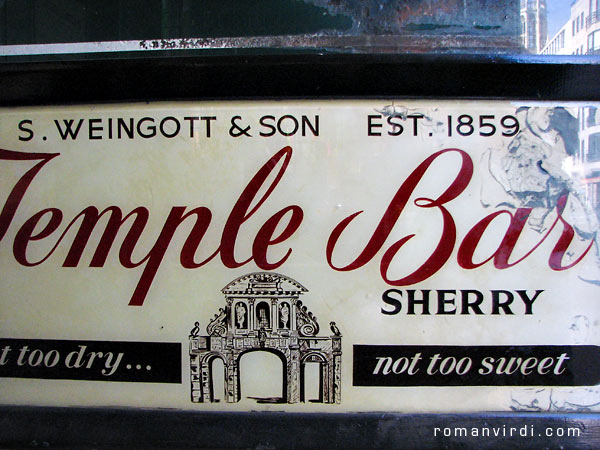 S. WEINGOTT & SON EST. 1859
Temple Bar
SHERRY
t too dry... not too sweet
romanvirdi.com